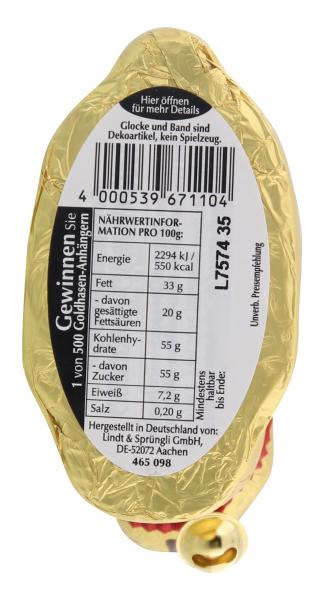 Hier öffnen
für mehr Details
Glocke und Band sind
Dekoartikel, kein Spielzeug.
4 000539 671104
NÄHRWERTINFOR-
MATION PRO 100g:
Energie 2294 kJ /
550 kcal
Fett 33 g
- davon
gesättigte
Fettsäuren 20 g
Kohlenhy-
drate 55 g
- davon
Zucker 55 g
Eiweiß 7,2 g
Salz 0,20 g
Hergestellt in Deutschland von:
Lindt & Sprüngli GmbH,
DE-52072 Aachen
465 098
Gewinnen Sie
1 von 500 Goldhasen-Anhängern
L7574 35
Unverb. Preisempfehlung
Mindestens
haltbar
bis Ende: